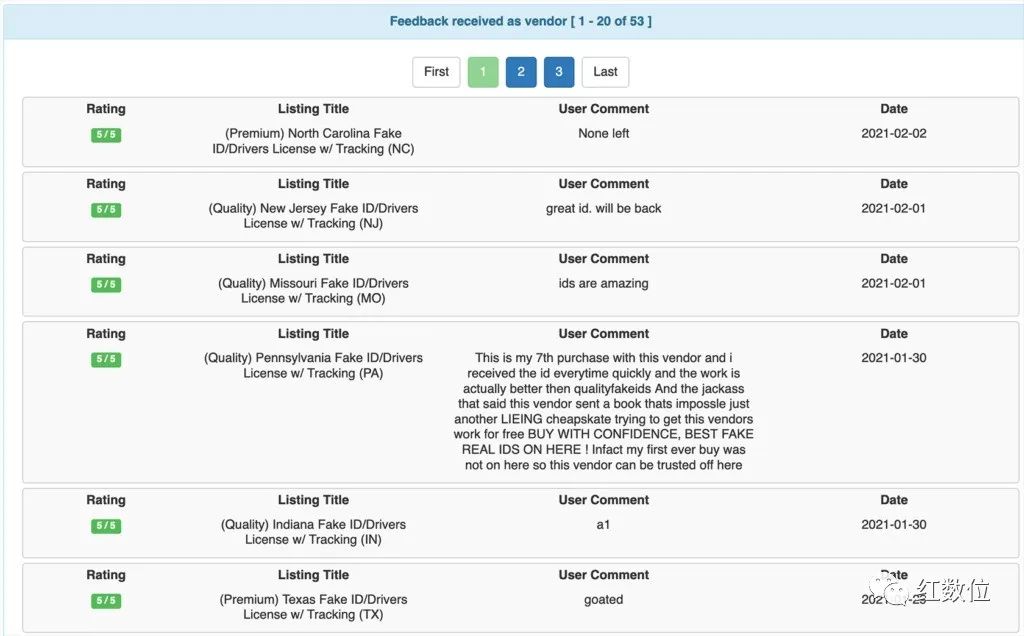 Feedback received as vendor [ 1 - 20 of 53 ]
First 1 2 3 Last
Rating Listing Title User Comment Date
5 / 5 (Premium) North Carolina Fake None left 2021-02-02
ID/Drivers License w/ Tracking (NC)
Rating Listing Title User Comment Date
5 / 5 (Quality) New Jersey Fake ID/Drivers great id. will be back 2021-02-01
License w/ Tracking (NJ)
Rating Listing Title User Comment Date
5 / 5 (Quality) Missouri Fake ID/Drivers ids are amazing 2021-02-01
License w/ Tracking (MO)
Rating Listing Title User Comment Date
5 / 5 (Quality) Pennsylvania Fake ID/Drivers This is my 7th purchase with this vendor and i 2021-01-30
License w/ Tracking (PA) received the id everytime quickly and the work is
actually better then qualityfakeids And the jackass
that said this vendor sent a book thats impossle just
another LIEING cheapskate trying to get this vendors
work for free BUY WITH CONFIDENCE, BEST FAKE
REAL IDS ON HERE ! Infact my first ever buy was
not on here so this vendor can be trusted off here
Rating Listing Title User Comment Date
5 / 5 (Quality) Indiana Fake ID/Drivers a1 2021-01-30
License w/ Tracking (IN)
Rating Listing Title User Comment Date
5 / 5 (Premium) Texas Fake ID/Drivers goated
License w/ Tracking (TX)
红数位